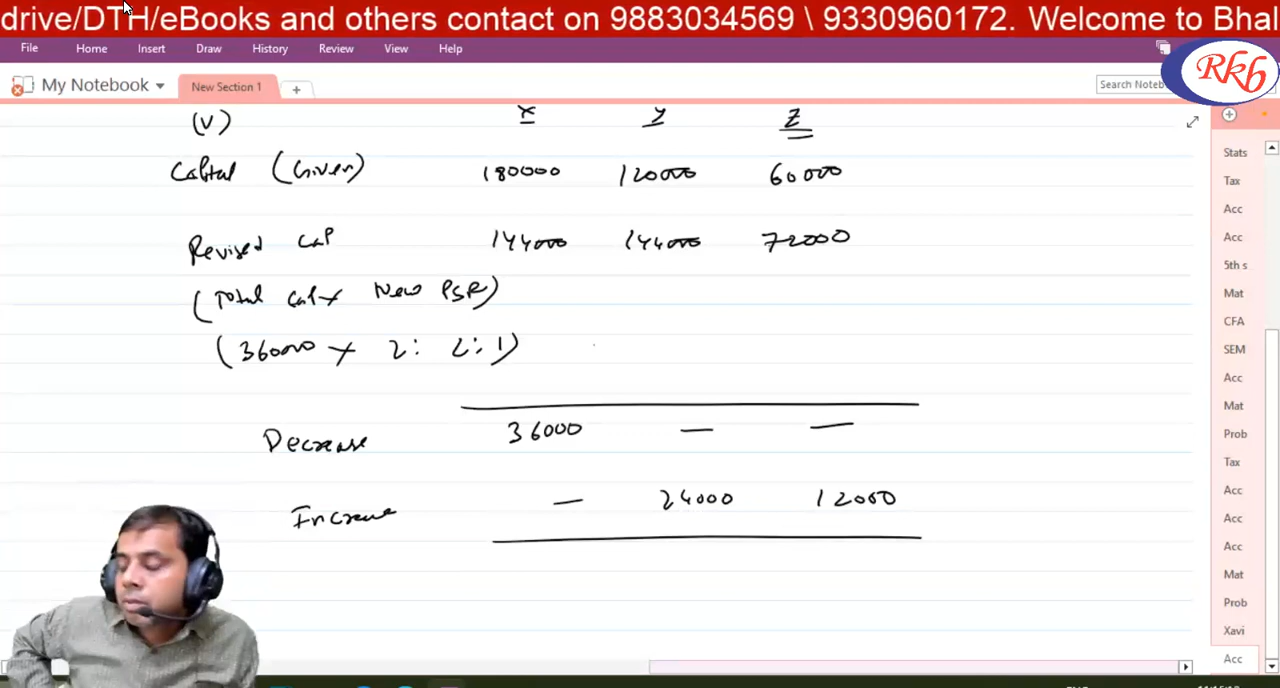 drive/DTH/eBooks and others contact on 9883034569 \ 9330960172. Welcome to Bhal
File Home Insert Draw History Review View Help
Rkb
My Notebook New Section 1 + Search Noteb
(V) X Y Z
Capital (Given) 180000 120000 60000
Revised Cap 144000 144000 72000
(Total Cap x New PSR)
(360000 x 2: 2: 1)
Decrease 36000 — —
Increase — 24000 12000
Stats
Tax
Acc
Acc
5th s
Mat
CFA
SEM
Acc
Mat
Prob
Tax
Acc
Acc
Acc
Mat
Prob
Xavi
Acc